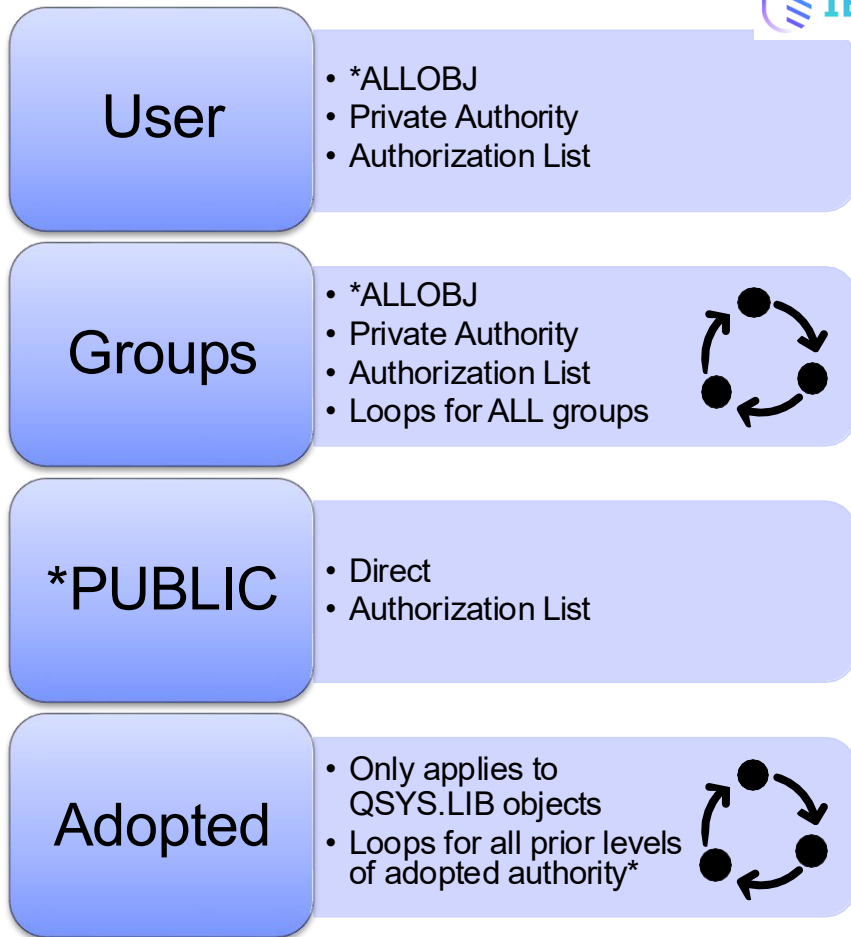 User
• *ALLOBJ
• Private Authority
• Authorization List
Groups
• *ALLOBJ
• Private Authority
• Authorization List
• Loops for ALL groups
*PUBLIC
• Direct
• Authorization List
Adopted
• Only applies to
QSYS.LIB objects
• Loops for all prior levels
of adopted authority*